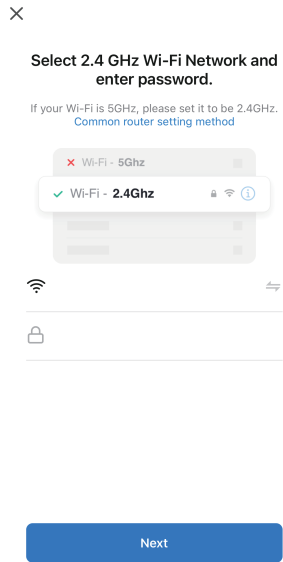 Select 2.4 GHz Wi-Fi Network and
enter password.
If your Wi-Fi is 5GHz, please set it to be 2.4GHz.
Common router setting method
Wi-Fi - 5Ghz
Wi-Fi - 2.4Ghz
Next